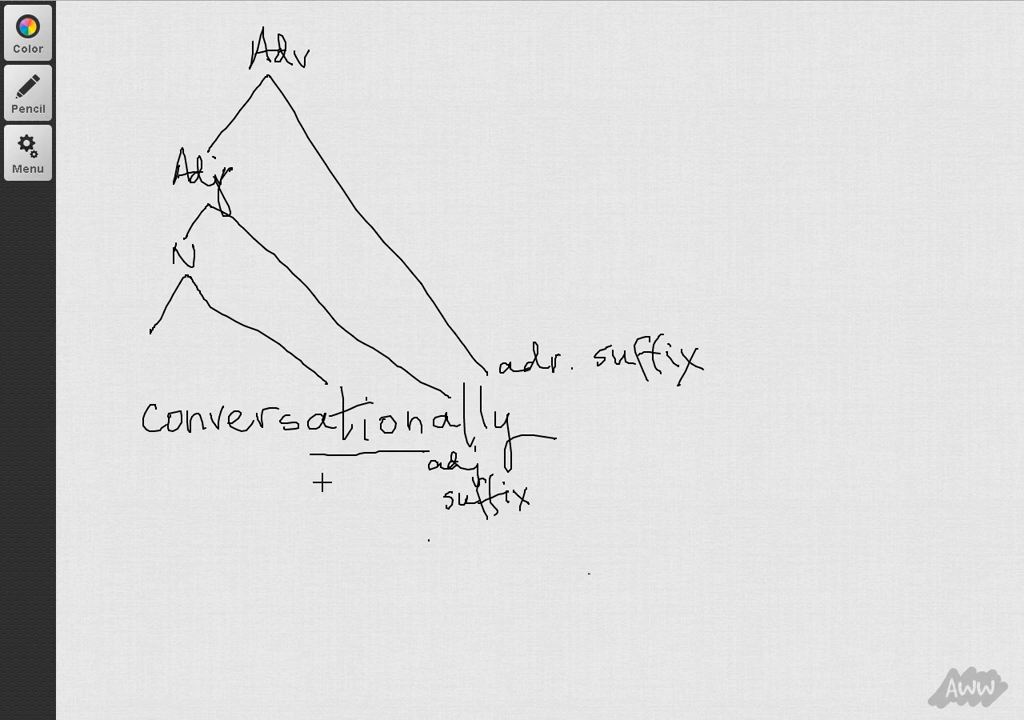 Color
Pencil
Menu
Adv
Adj
N
adv. suffix
conversationally
+
adj
suffix
AWW